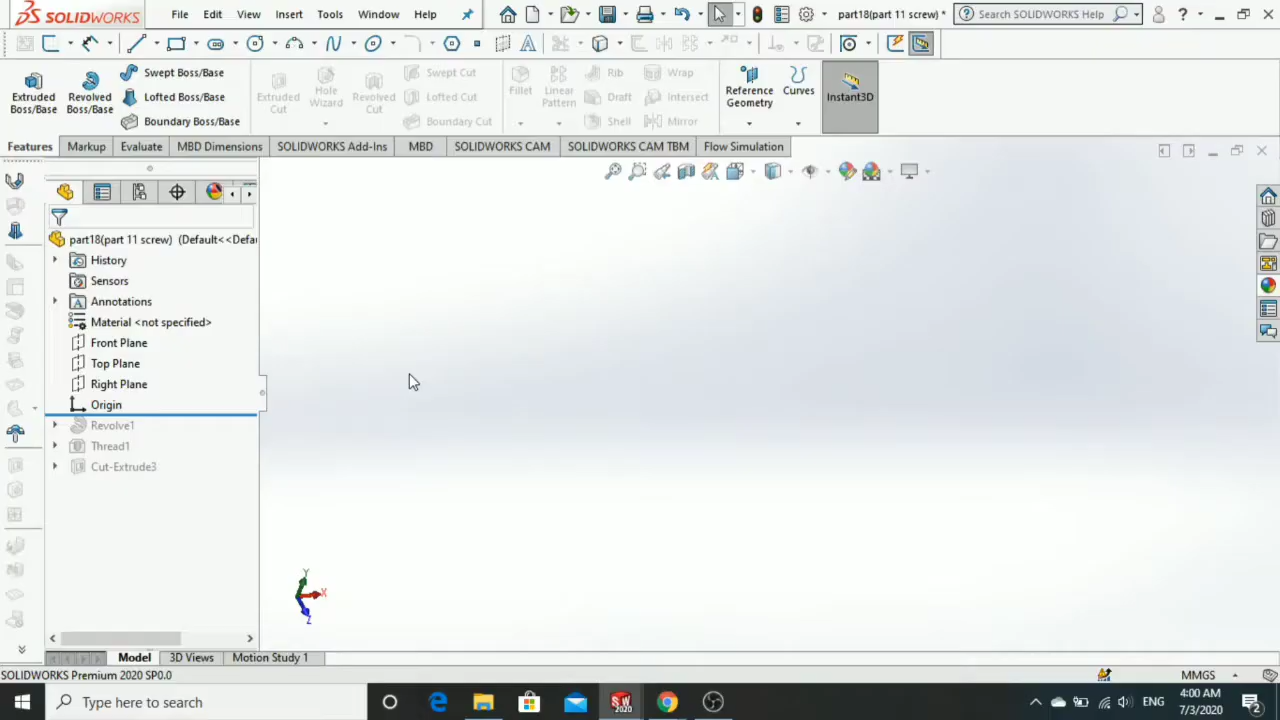 SOLIDWORKS File Edit View Insert Tools Window Help part18(part 11 screw) * Search SOLIDWORKS Help ?
Extruded Boss/Base
Revolved Boss/Base
Swept Boss/Base
Lofted Boss/Base
Boundary Boss/Base
Extruded Cut
Hole Wizard
Revolved Cut
Swept Cut
Lofted Cut
Boundary Cut
Fillet
Linear Pattern
Rib
Draft
Shell
Wrap
Intersect
Mirror
Reference Geometry
Curves
Instant3D
Features Markup Evaluate MBD Dimensions SOLIDWORKS Add-Ins MBD SOLIDWORKS CAM SOLIDWORKS CAM TBM Flow Simulation
part18(part 11 screw) (Default<<Defa
History
Sensors
Annotations
Material <not specified>
Front Plane
Top Plane
Right Plane
Origin
Revolve1
Thread1
Cut-Extrude3
Y
X
Z
Model 3D Views Motion Study 1
SOLIDWORKS Premium 2020 SP0.0 MMGS
Type here to search
ENG
4:00 AM
7/3/2020
2